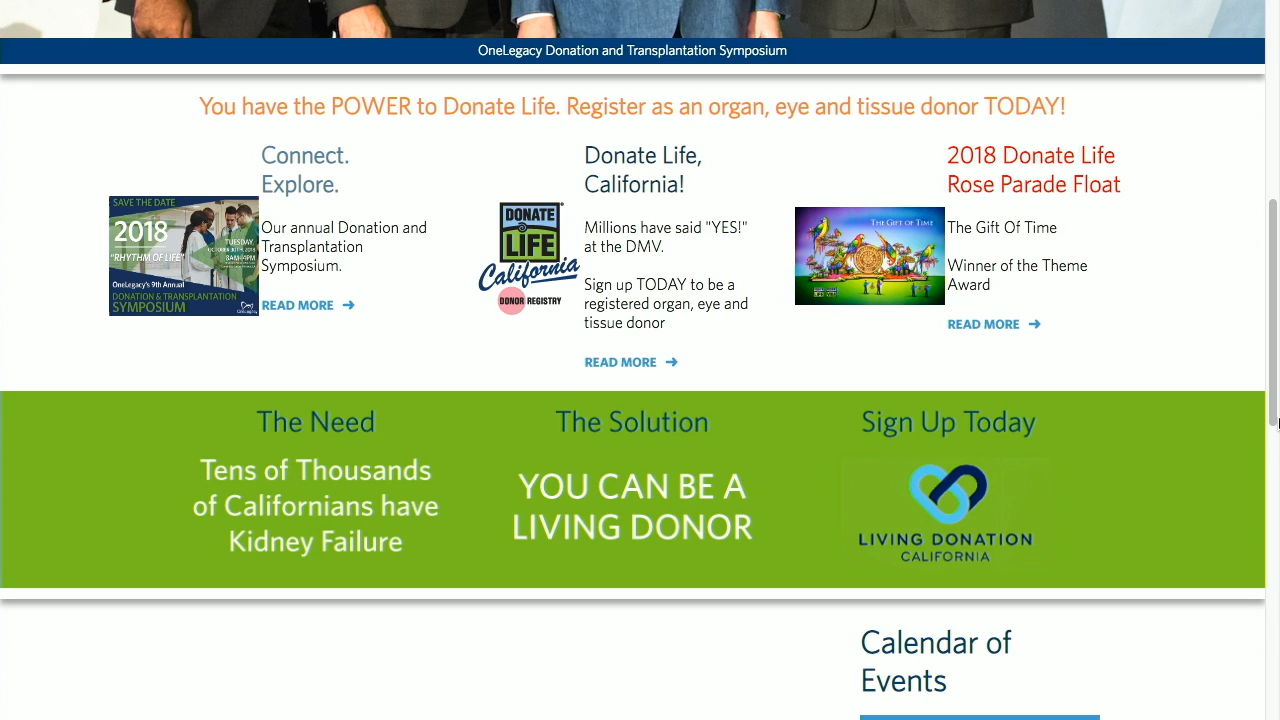 OneLegacy Donation and Transplantation Symposium
You have the POWER to Donate Life. Register as an organ, eye and tissue donor TODAY!
Connect.
Explore.
SAVE THE DATE
2018
"RHYTHM OF LIFE"
TUESDAY,
OCTOBER 30TH, 2018
8AM-4PM
OneLegacy's 9th Annual
DONATION & TRANSPLANTATION
SYMPOSIUM
Our annual Donation and
Transplantation
Symposium.
READ MORE →
Donate Life,
California!
DONATE
LIFE
California
DONOR REGISTRY
Millions have said "YES!"
at the DMV.
Sign up TODAY to be a
registered organ, eye and
tissue donor
READ MORE →
2018 Donate Life
Rose Parade Float
THE GIFT OF TIME
The Gift Of Time
Winner of the Theme
Award
READ MORE →
The Need
Tens of Thousands
of Californians have
Kidney Failure
The Solution
YOU CAN BE A
LIVING DONOR
Sign Up Today
LIVING DONATION
CALIFORNIA
Calendar of
Events